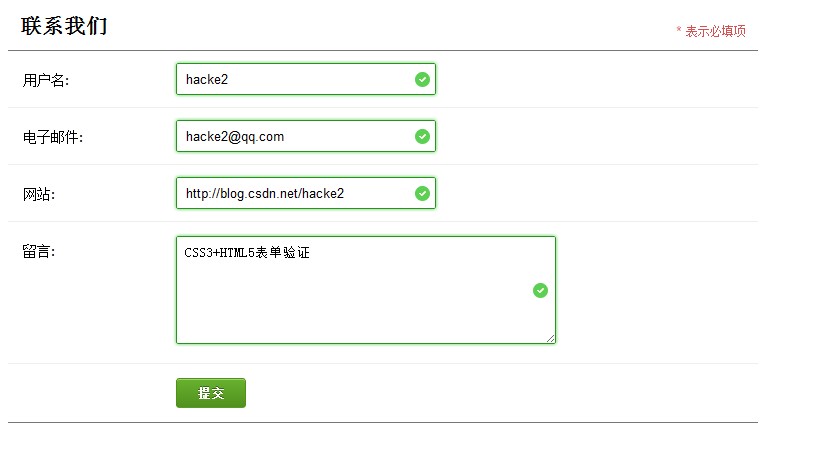 联系我们
* 表示必填项
用户名: hacke2
电子邮件: hacke2@qq.com
网站: http://blog.csdn.net/hacke2
留言: CSS3+HTML5表单验证
提交